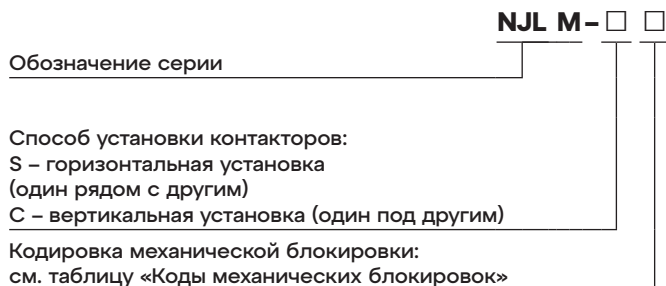 NJL M – □ □
Обозначение серии
Способ установки контакторов:
S – горизонтальная установка
(один рядом с другим)
C – вертикальная установка (один под другим)
Кодировка механической блокировки:
см. таблицу «Коды механических блокировок»